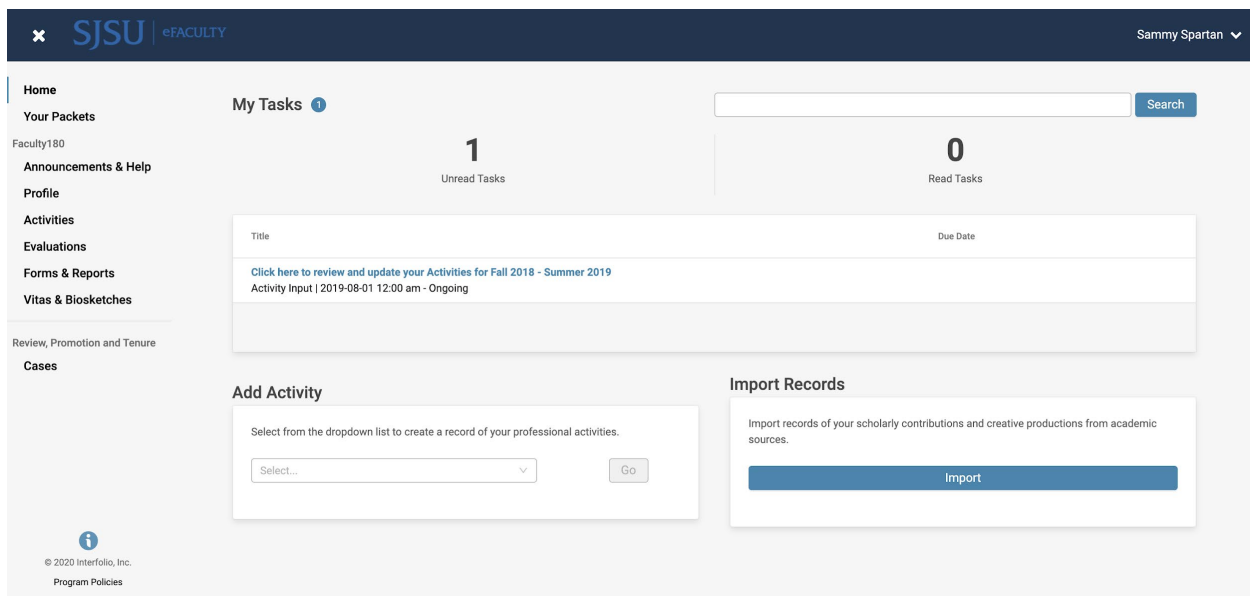 SJSU | eFACULTY
Sammy Spartan
Home
Your Packets
Faculty180
Announcements & Help
Profile
Activities
Evaluations
Forms & Reports
Vitas & Biosketches
Review, Promotion and Tenure
Cases
My Tasks 1
Search
1
Unread Tasks
0
Read Tasks
Title
Due Date
Click here to review and update your Activities for Fall 2018 - Summer 2019
Activity Input | 2019-08-01 12:00 am - Ongoing
Add Activity
Select from the dropdown list to create a record of your professional activities.
Select...
Go
Import Records
Import records of your scholarly contributions and creative productions from academic
sources.
Import
© 2020 Interfolio, Inc.
Program Policies